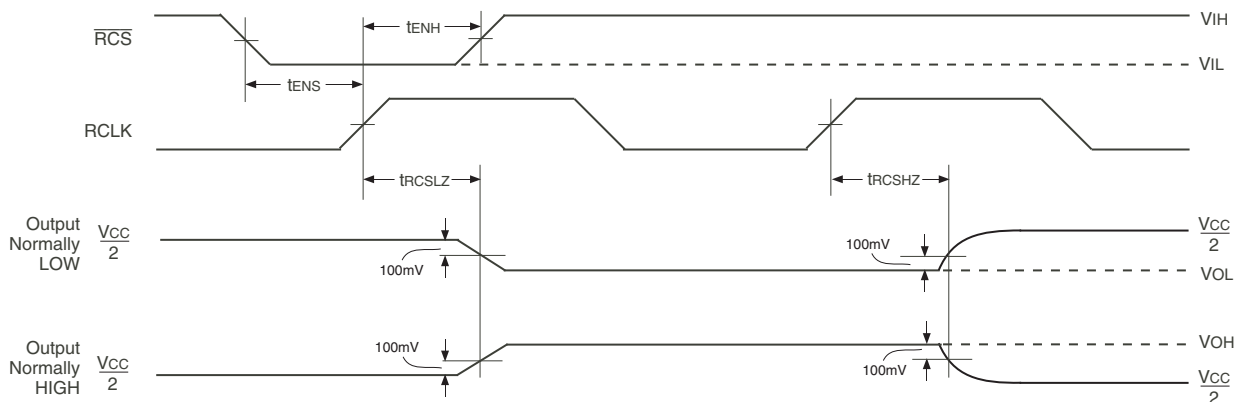 RCS
tENH
VIH
VIL
tENS
RCLK
tRCSLZ
tRCSHZ
Output
Normally
LOW
VCC
2
100mV
100mV
VCC
2
VOL
Output
Normally
HIGH
VCC
2
100mV
100mV
VOH
VCC
2